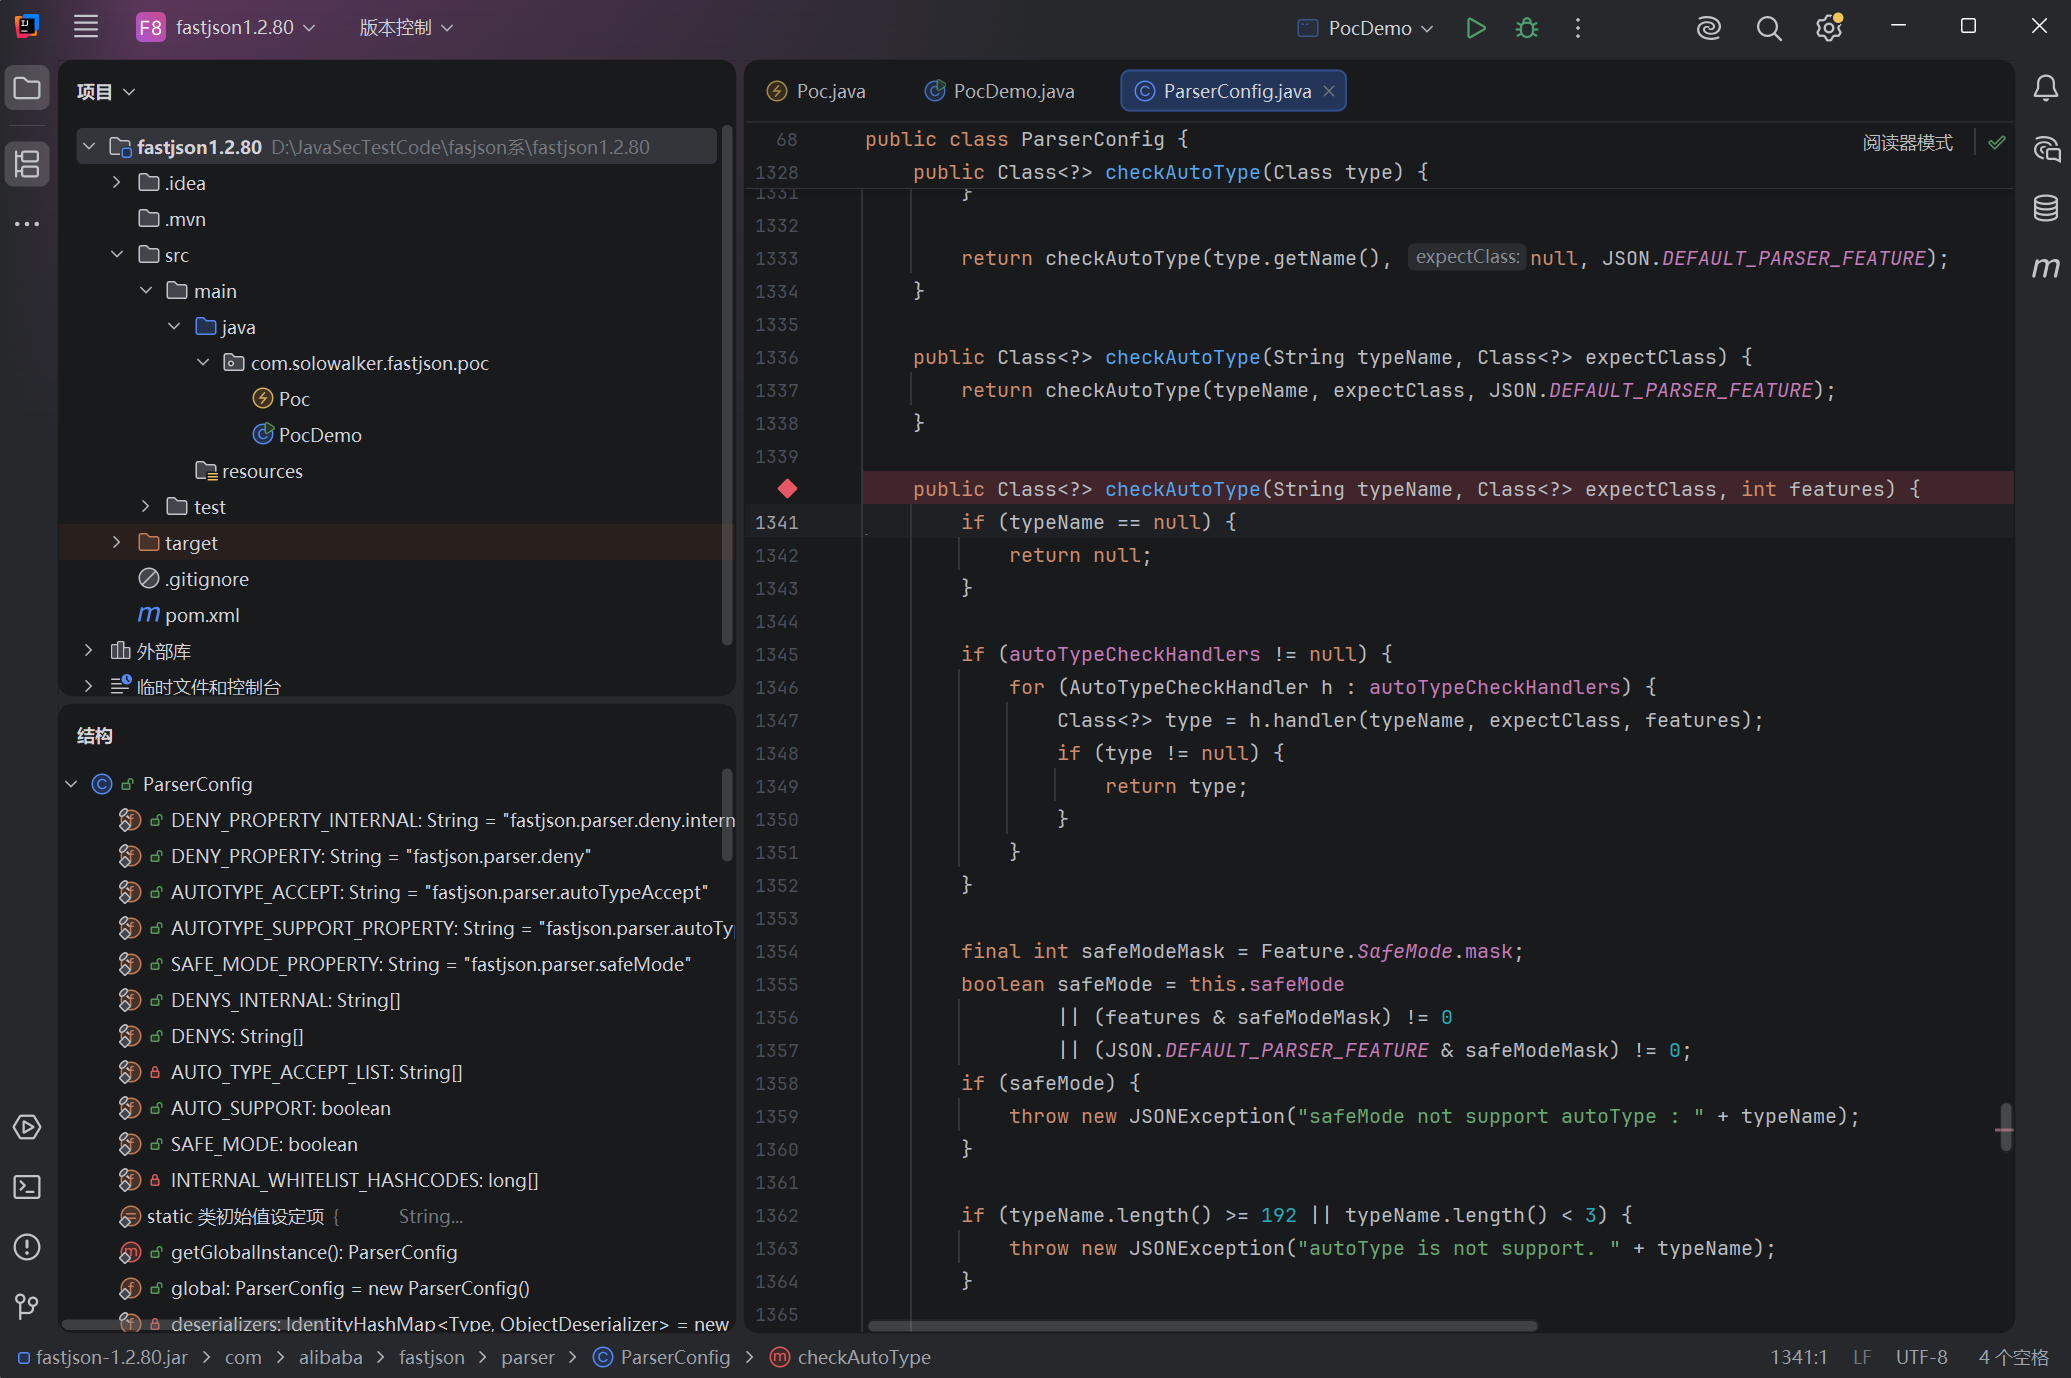 F8 fastjson1.2.80 版本控制 PocDemo
项目
fastjson1.2.80 D:\JavaSecTestCode\fasjson系\fastjson1.2.80
.idea
.mvn
src
main
java
com.solowalker.fastjson.poc
Poc
PocDemo
resources
test
target
.gitignore
pom.xml
外部库
临时文件和控制台
结构
ParserConfig
DENY_PROPERTY_INTERNAL: String = "fastjson.parser.deny.intern
DENY_PROPERTY: String = "fastjson.parser.deny"
AUTOTYPE_ACCEPT: String = "fastjson.parser.autoTypeAccept"
AUTOTYPE_SUPPORT_PROPERTY: String = "fastjson.parser.autoTy
SAFE_MODE_PROPERTY: String = "fastjson.parser.safeMode"
DENYS_INTERNAL: String[]
DENYS: String[]
AUTO_TYPE_ACCEPT_LIST: String[]
AUTO_SUPPORT: boolean
SAFE_MODE: boolean
INTERNAL_WHITELIST_HASHCODES: long[]
static 类初始值设定项 { String...
getGlobalInstance(): ParserConfig
global: ParserConfig = new ParserConfig()
deserializers: IdentityHashMap<Type, ObjectDeserializer> = new
Poc.java PocDemo.java ParserConfig.java
阅读器模式
68 public class ParserConfig {
1328 public Class<?> checkAutoType(Class type) {
1331 }
1332
1333 return checkAutoType(type.getName(), expectClass: null, JSON.DEFAULT_PARSER_FEATURE);
1334 }
1335
1336 public Class<?> checkAutoType(String typeName, Class<?> expectClass) {
1337 return checkAutoType(typeName, expectClass, JSON.DEFAULT_PARSER_FEATURE);
1338 }
1339
public Class<?> checkAutoType(String typeName, Class<?> expectClass, int features) {
1341 if (typeName == null) {
1342 return null;
1343 }
1344
1345 if (autoTypeCheckHandlers != null) {
1346 for (AutoTypeCheckHandler h : autoTypeCheckHandlers) {
1347 Class<?> type = h.handler(typeName, expectClass, features);
1348 if (type != null) {
1349 return type;
1350 }
1351 }
1352 }
1353
1354 final int safeModeMask = Feature.SafeMode.mask;
1355 boolean safeMode = this.safeMode
1356 || (features & safeModeMask) != 0
1357 || (JSON.DEFAULT_PARSER_FEATURE & safeModeMask) != 0;
1358 if (safeMode) {
1359 throw new JSONException("safeMode not support autoType : " + typeName);
1360 }
1361
1362 if (typeName.length() >= 192 || typeName.length() < 3) {
1363 throw new JSONException("autoType is not support. " + typeName);
1364 }
1365
fastjson-1.2.80.jar > com > alibaba > fastjson > parser > ParserConfig > checkAutoType
1341:1 LF UTF-8 4 个空格